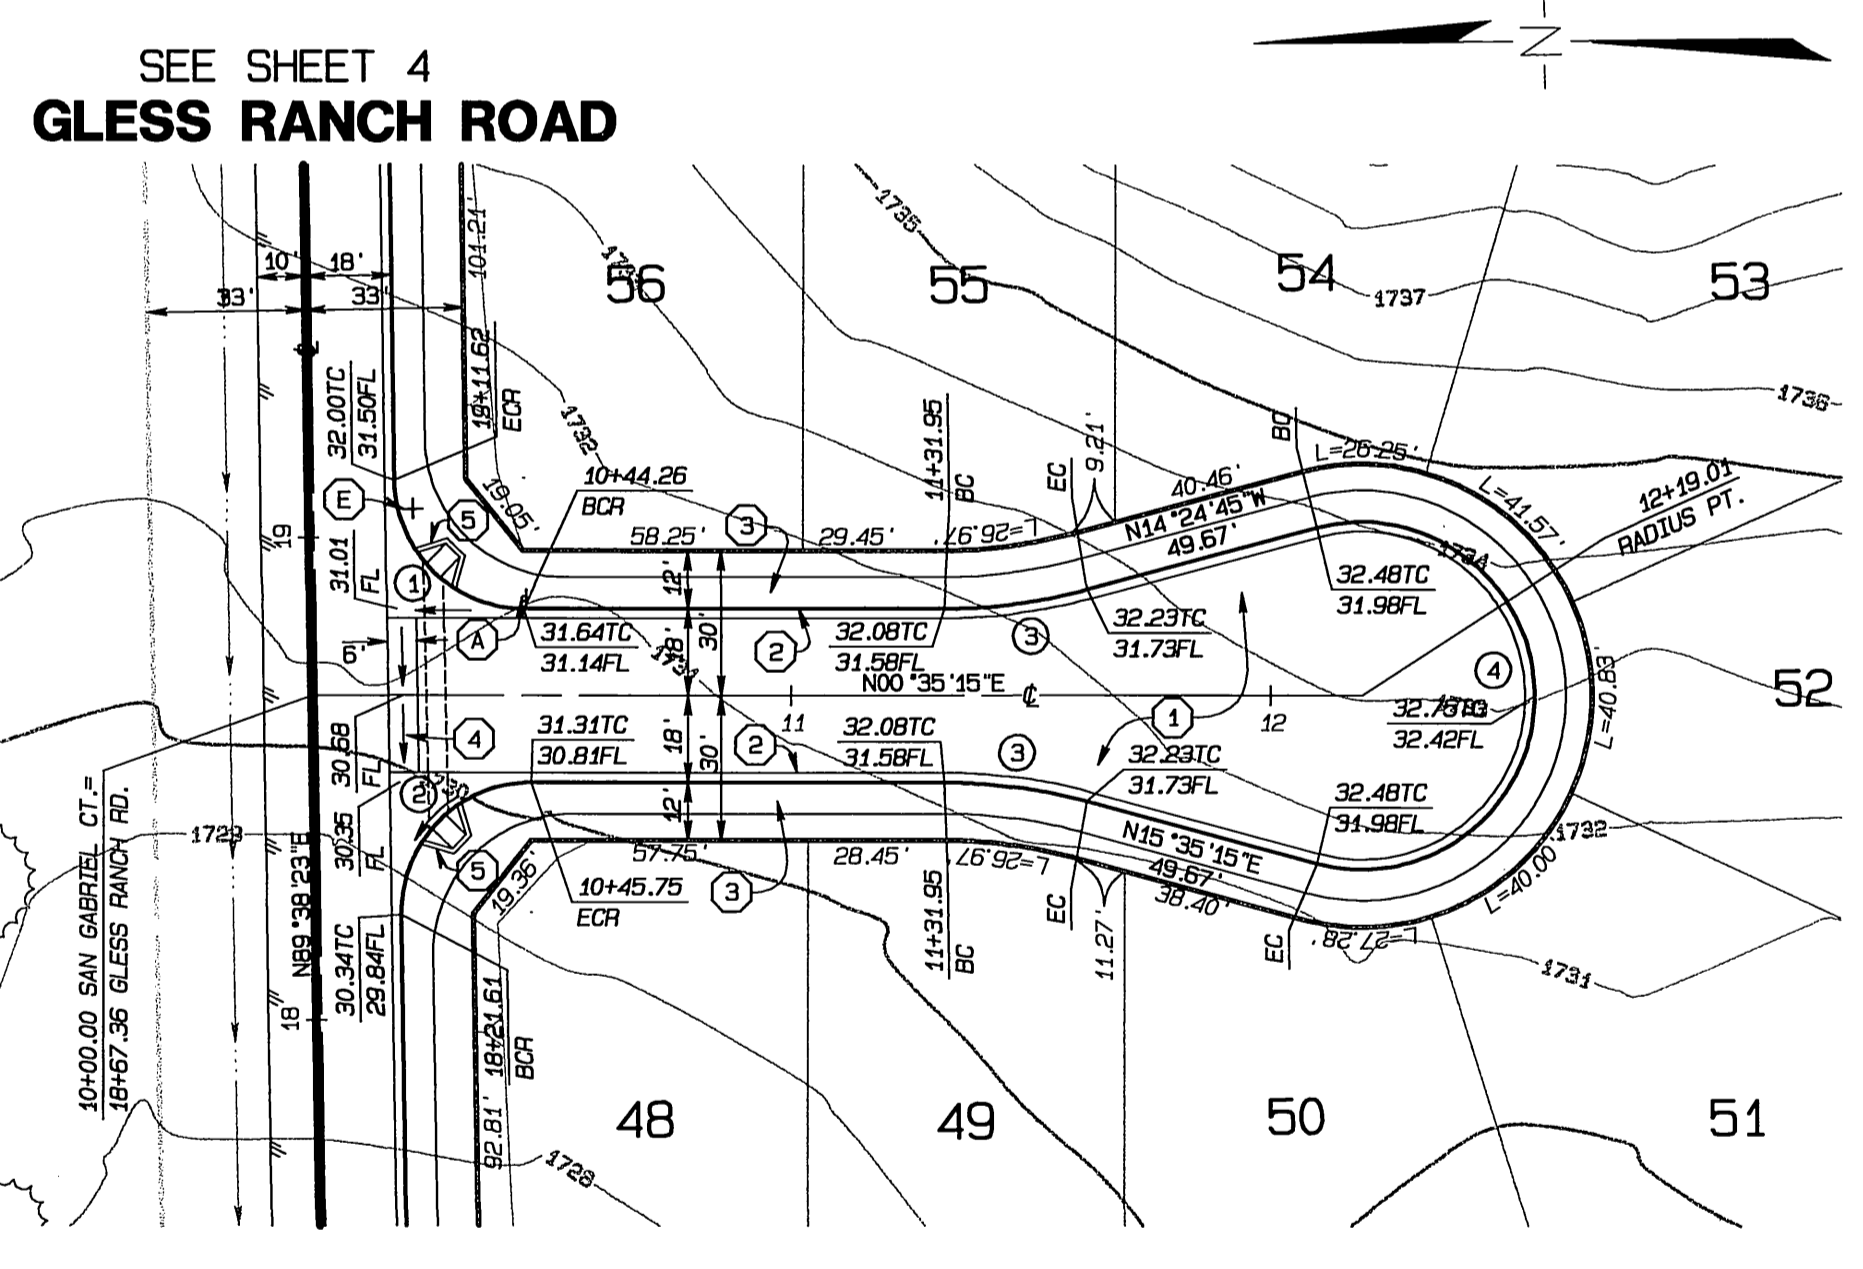 SEE SHEET 4
GLESS RANCH ROAD
N
10'
18'
33'
33'
101.21'
56
55
54
53
1735
1737
1736
℄
32.00TC
31.50FL
18+11.62
ECR
1732
10+44.26
BCR
11+31.95
BC
EC
9.21'
BC
L=26.25'
40.46'
L=41.57'
12+19.01
RADIUS PT.
E
5
19.05'
3
58.25'
29.45'
L=26.97'
N14°24'45"W
49.67'
1734
19
31.01
FL
1
12'
18'
30'
A
6'
31.64TC
31.14FL
2
32.08TC
31.58FL
3
32.23TC
31.73FL
32.48TC
31.98FL
4
N00°35'15"E
℄
11
12
1
L=40.83'
52
32.42FL
4
31.31TC
30.81FL
18'
30'
12'
2
32.08TC
31.58FL
3
32.23TC
31.73FL
32.48TC
31.98FL
30.68
FL
2
30.35
FL
1729
1732
10+00.00 SAN GABRIEL CT.=
18+67.36 GLESS RANCH RD.
N89°38'23"E
5
19.36'
10+45.75
ECR
57.75'
3
28.45'
L=26.97'
N15°35'15"E
49.67'
38.40'
L=40.00'
L=27.28'
11+31.95
BC
EC
11.27'
EC
1731
30.34TC
29.84FL
18
18+21.61
BCR
92.81'
1728
48
49
50
51